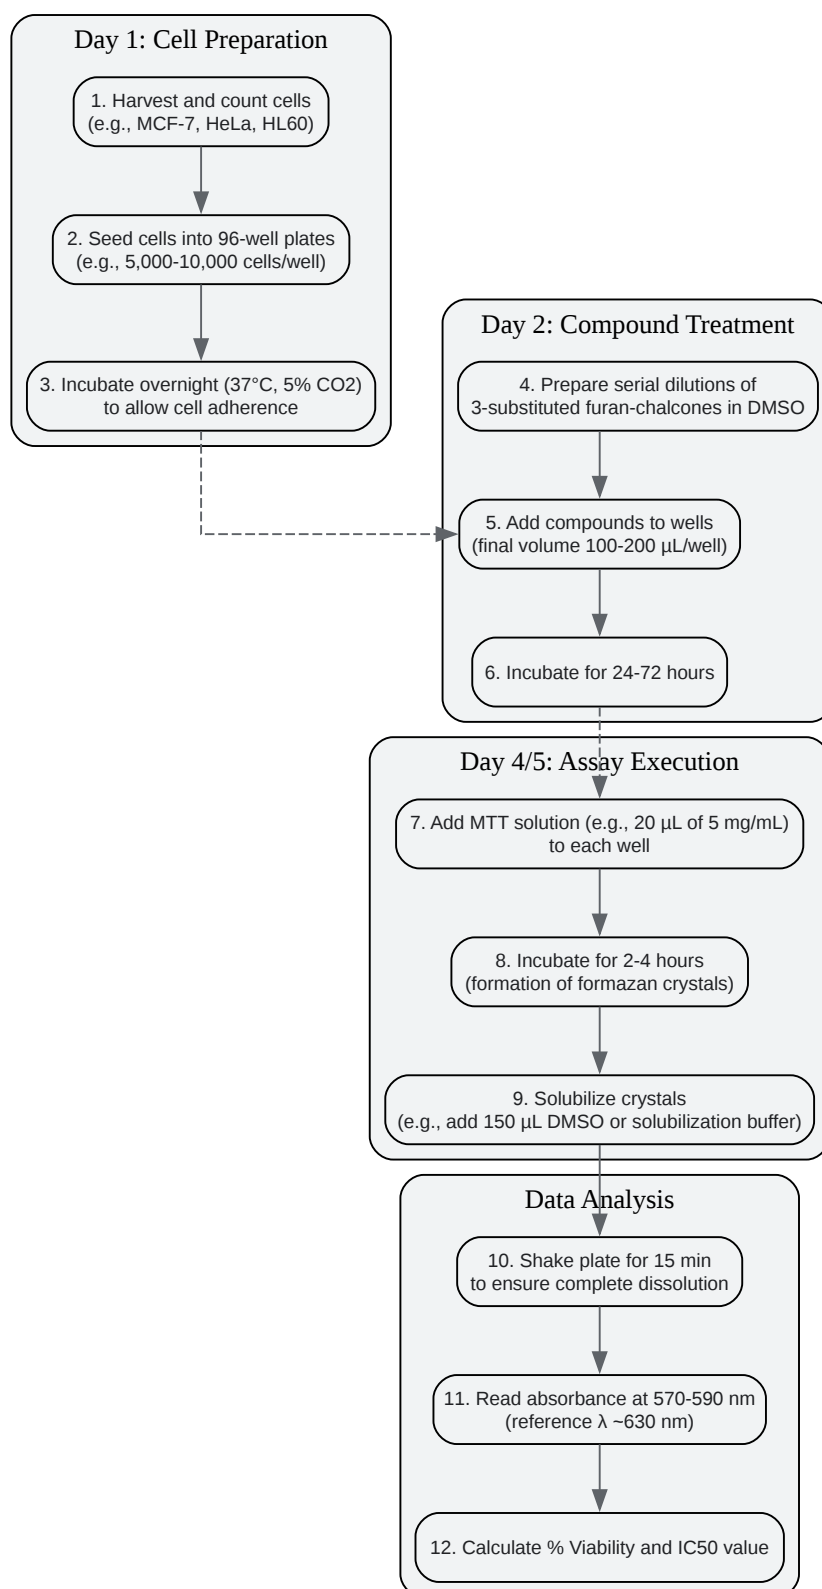 Day 1: Cell Preparation
1. Harvest and count cells
(e.g., MCF-7, HeLa, HL60)
2. Seed cells into 96-well plates
(e.g., 5,000-10,000 cells/well)
3. Incubate overnight (37°C, 5% CO2)
to allow cell adherence
Day 2: Compound Treatment
4. Prepare serial dilutions of
3-substituted furan-chalcones in DMSO
5. Add compounds to wells
(final volume 100-200 µL/well)
6. Incubate for 24-72 hours
Day 4/5: Assay Execution
7. Add MTT solution (e.g., 20 µL of 5 mg/mL)
to each well
8. Incubate for 2-4 hours
(formation of formazan crystals)
9. Solubilize crystals
(e.g., add 150 µL DMSO or solubilization buffer)
Data Analysis
10. Shake plate for 15 min
to ensure complete dissolution
11. Read absorbance at 570-590 nm
(reference λ ~630 nm)
12. Calculate % Viability and IC50 value